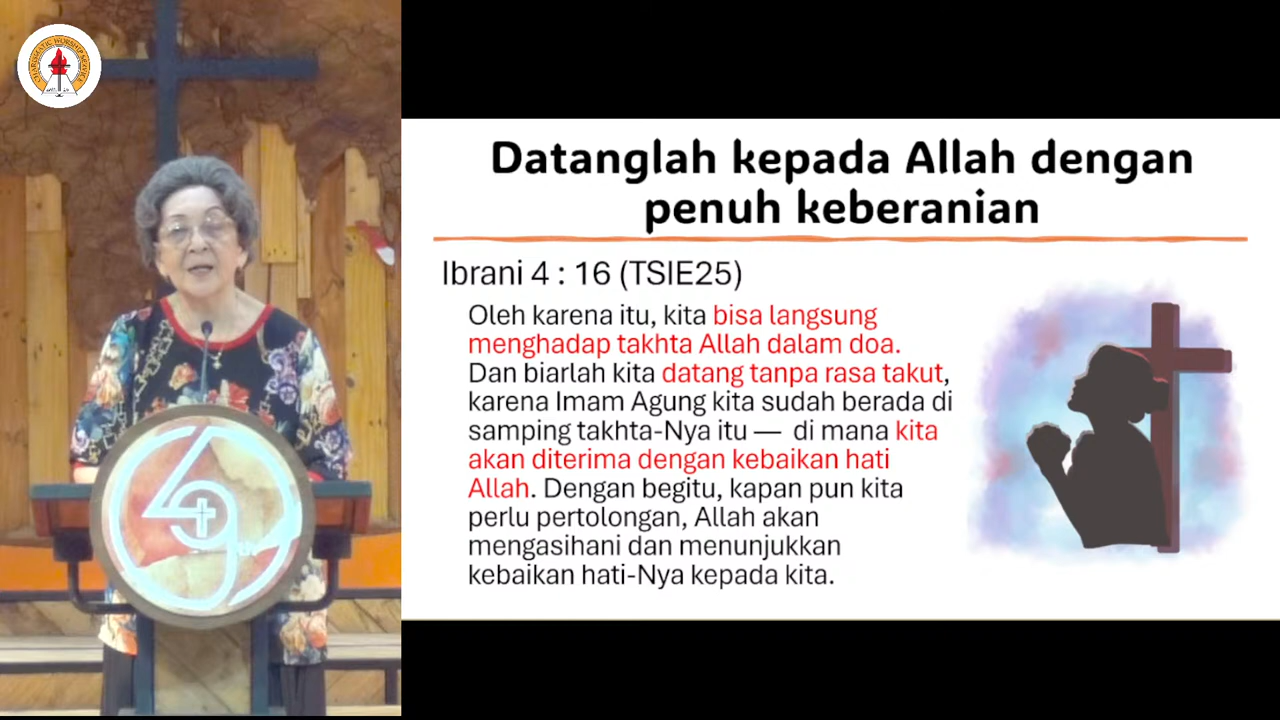 CHARISMATIC WORSHIP SERVICE
Datanglah kepada Allah dengan
penuh keberanian
Ibrani 4 : 16 (TSIE25)
Oleh karena itu, kita bisa langsung
menghadap takhta Allah dalam doa.
Dan biarlah kita datang tanpa rasa takut,
karena Imam Agung kita sudah berada di
samping takhta-Nya itu — di mana kita
akan diterima dengan kebaikan hati
Allah. Dengan begitu, kapan pun kita
perlu pertolongan, Allah akan
mengasihani dan menunjukkan
kebaikan hati-Nya kepada kita.